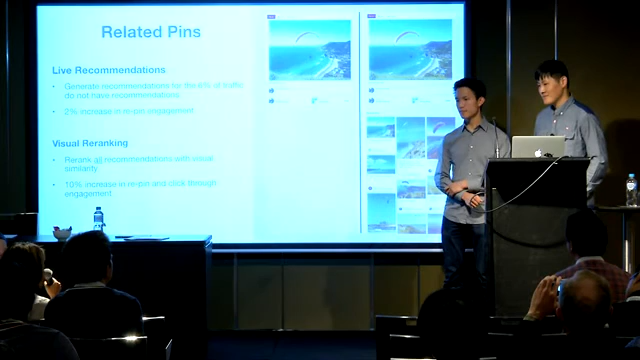 Related Pins
Live Recommendations
• Generate recommendations for the 6% of traffic
do not have recommendations.
• 2% increase in re-pin engagement
Visual Reranking
• Rerank all recommendations with visual
similarity.
• 10% increase in re-pin and click-through
engagement